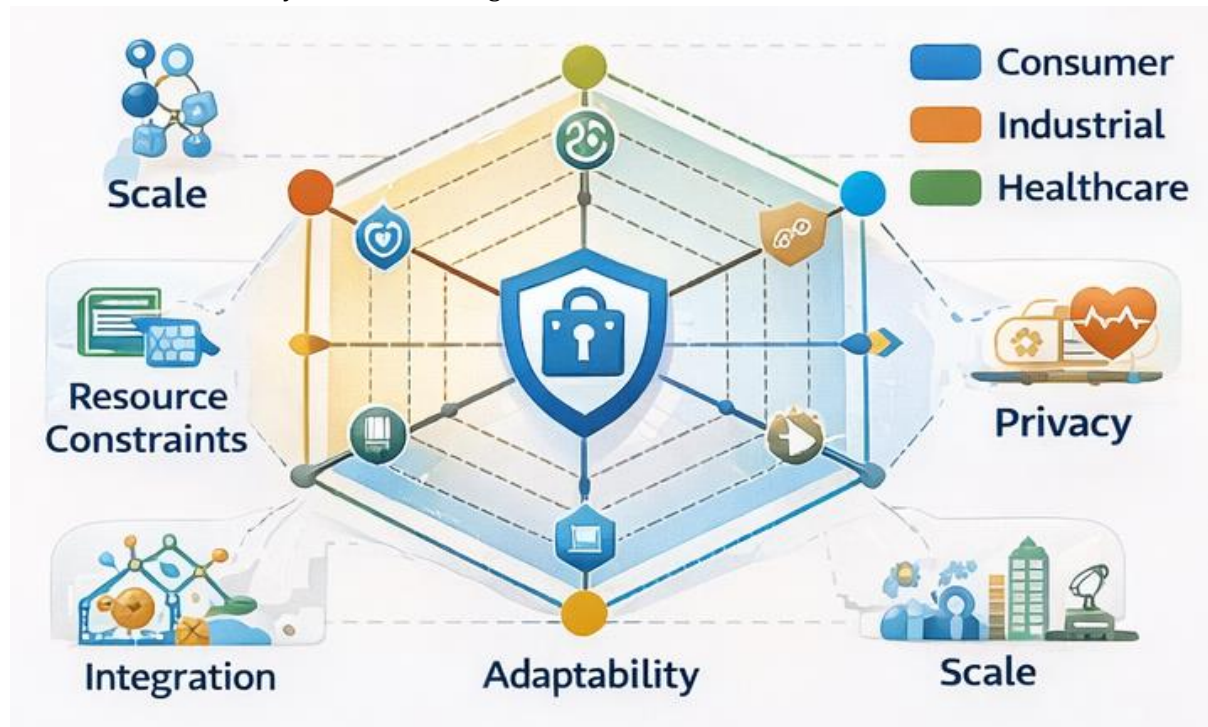 Consumer
Industrial
Healthcare
Scale
Resource
Constraints
Privacy
Integration
Adaptability
Scale